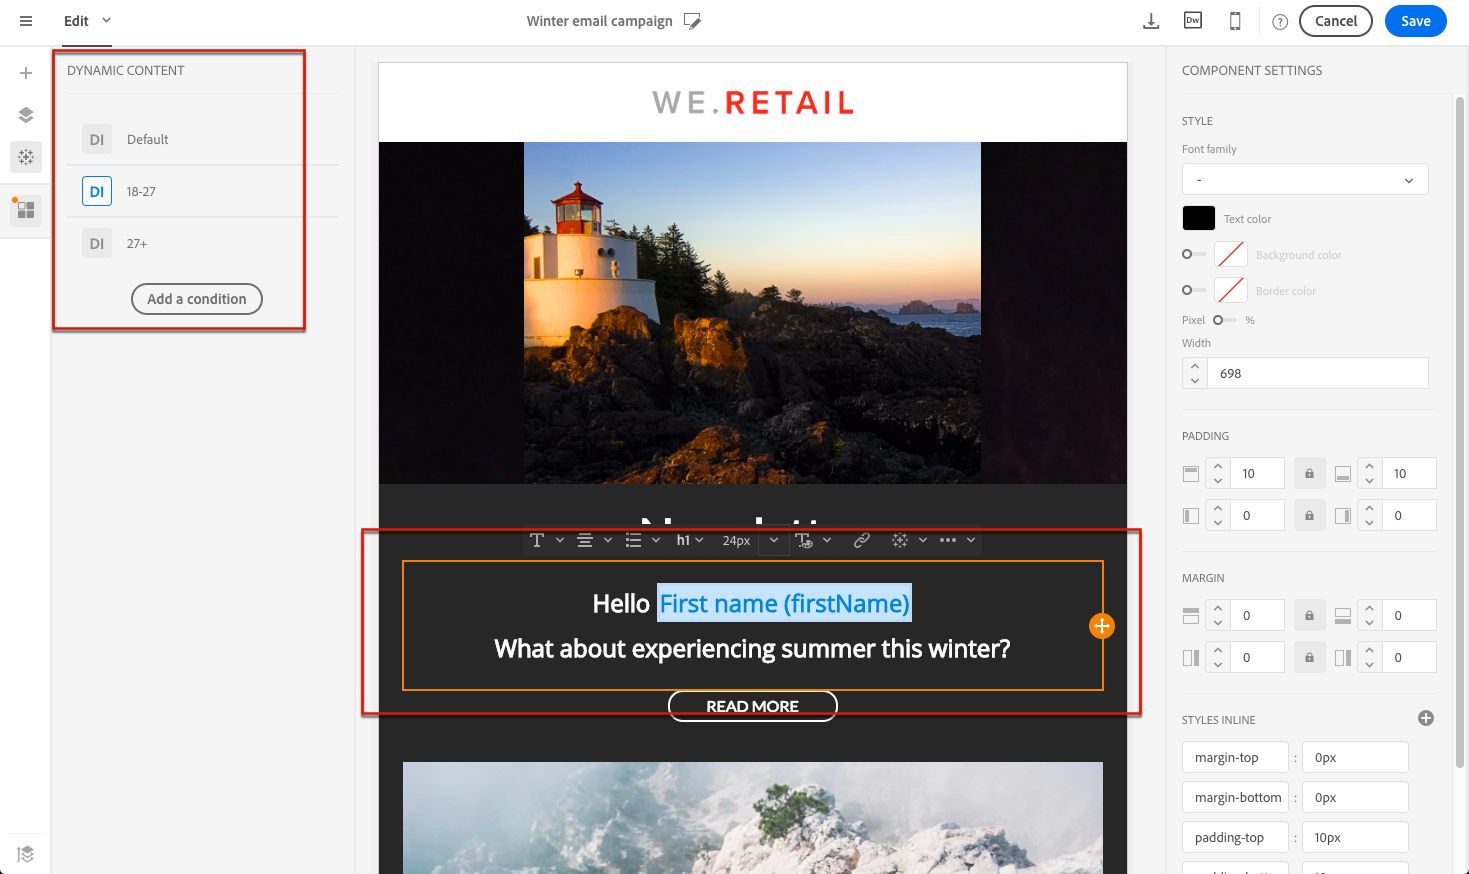 Edit
Winter email campaign
Dw
?
Cancel
Save
DYNAMIC CONTENT
DI Default
DI 18-27
DI 27+
Add a condition
WE.RETAIL
h1
24px
Hello First name (firstName)
What about experiencing summer this winter?
READ MORE
COMPONENT SETTINGS
STYLE
Font family
-
Text color
Background color
Border color
Pixel %
Width
698
PADDING
10 10
0 0
MARGIN
0 0
0 0
STYLES INLINE
margin-top : 0px
margin-bottom : 0px
padding-top : 10px